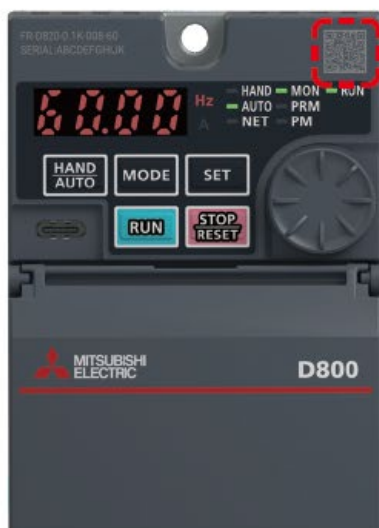 FR-D820-0.1K-008-60
SERIAL:ABCDEFGHIJK
60.00
Hz
A
HAND MON RUN
AUTO PRM
NET PM
HAND
AUTO
MODE
SET
RUN
STOP
RESET
MITSUBISHI
ELECTRIC
D800